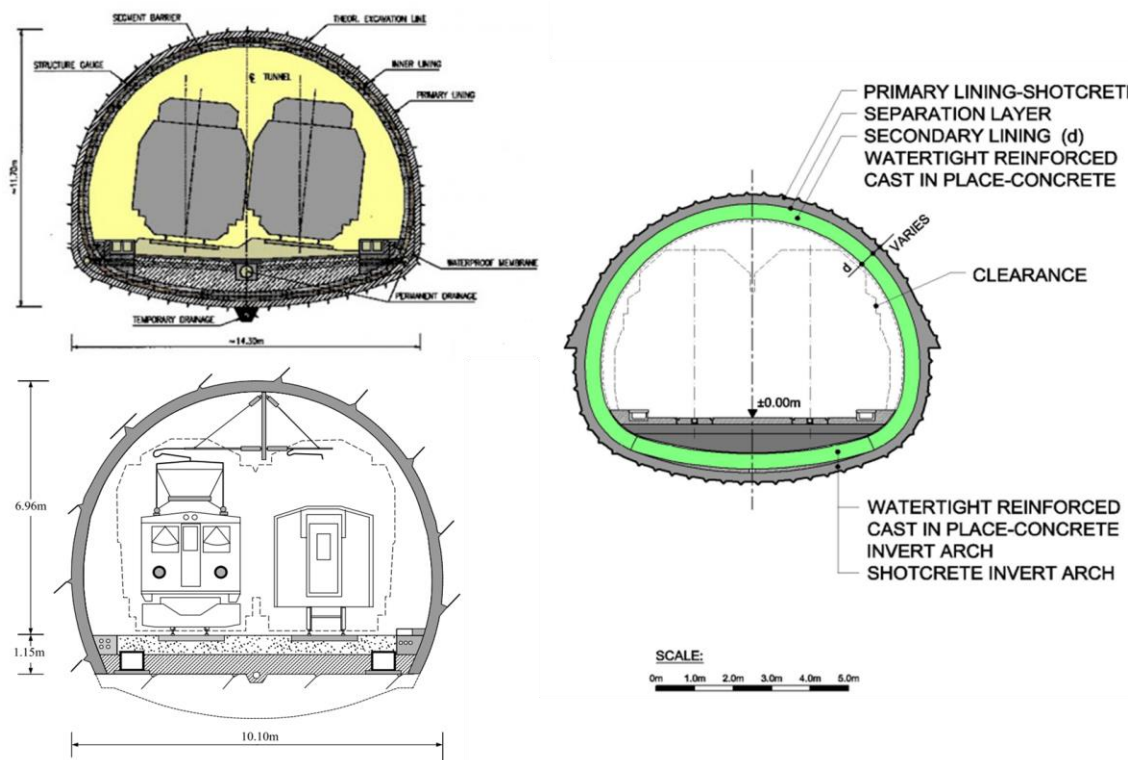 SEGMENT BARRIER
THEOR. EXCAVATION LINE
STRUCTURE GAUGE
INNER LINING
℄ TUNNEL
PRIMARY LINING
~11.70m
WATERPROOF MEMBRANE
PERMANENT DRAINAGE
TEMPORARY DRAINAGE
~14.30m
6.96m
1.15m
10.10m
PRIMARY LINING-SHOTCRETE
SEPARATION LAYER
SECONDARY LINING (d)
WATERTIGHT REINFORCED
CAST IN PLACE-CONCRETE
VARIES
d
CLEARANCE
±0.00m
WATERTIGHT REINFORCED
CAST IN PLACE-CONCRETE
INVERT ARCH
SHOTCRETE INVERT ARCH
SCALE:
0m 1.0m 2.0m 3.0m 4.0m 5.0m